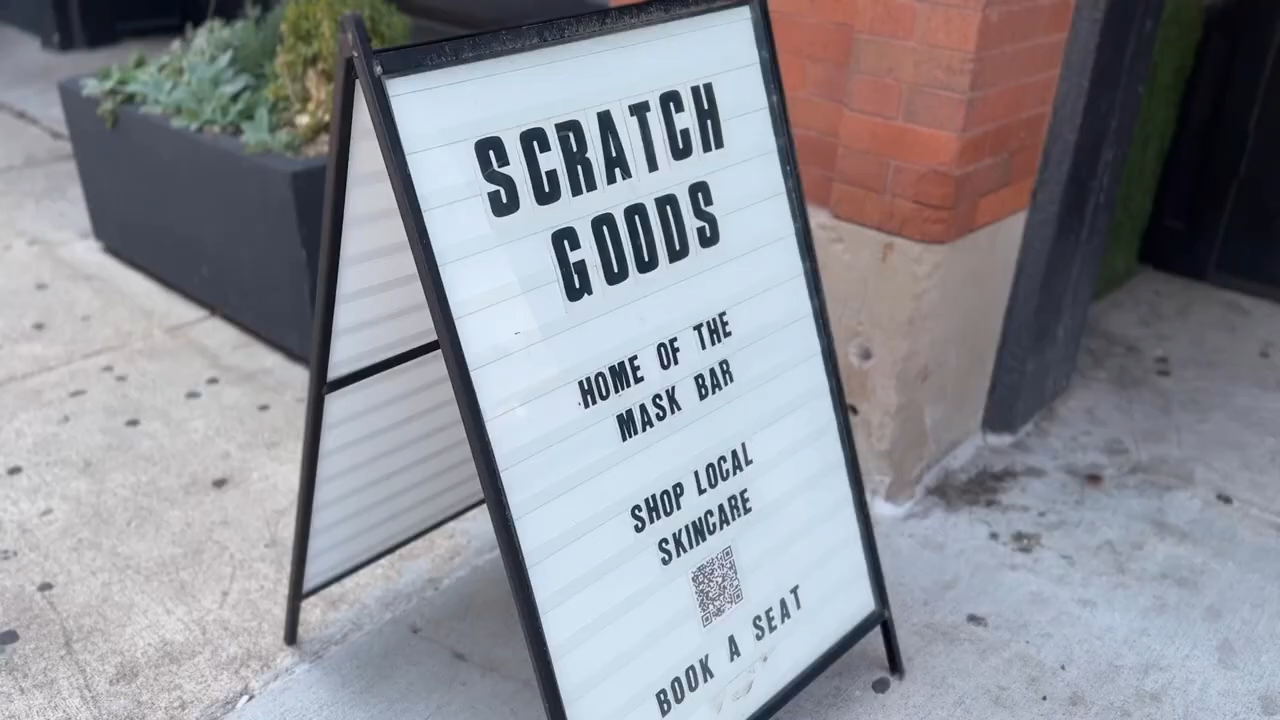 SCRATCH
GOODS
HOME OF THE
MASK BAR
SHOP LOCAL
SKINCARE
BOOK A SEAT